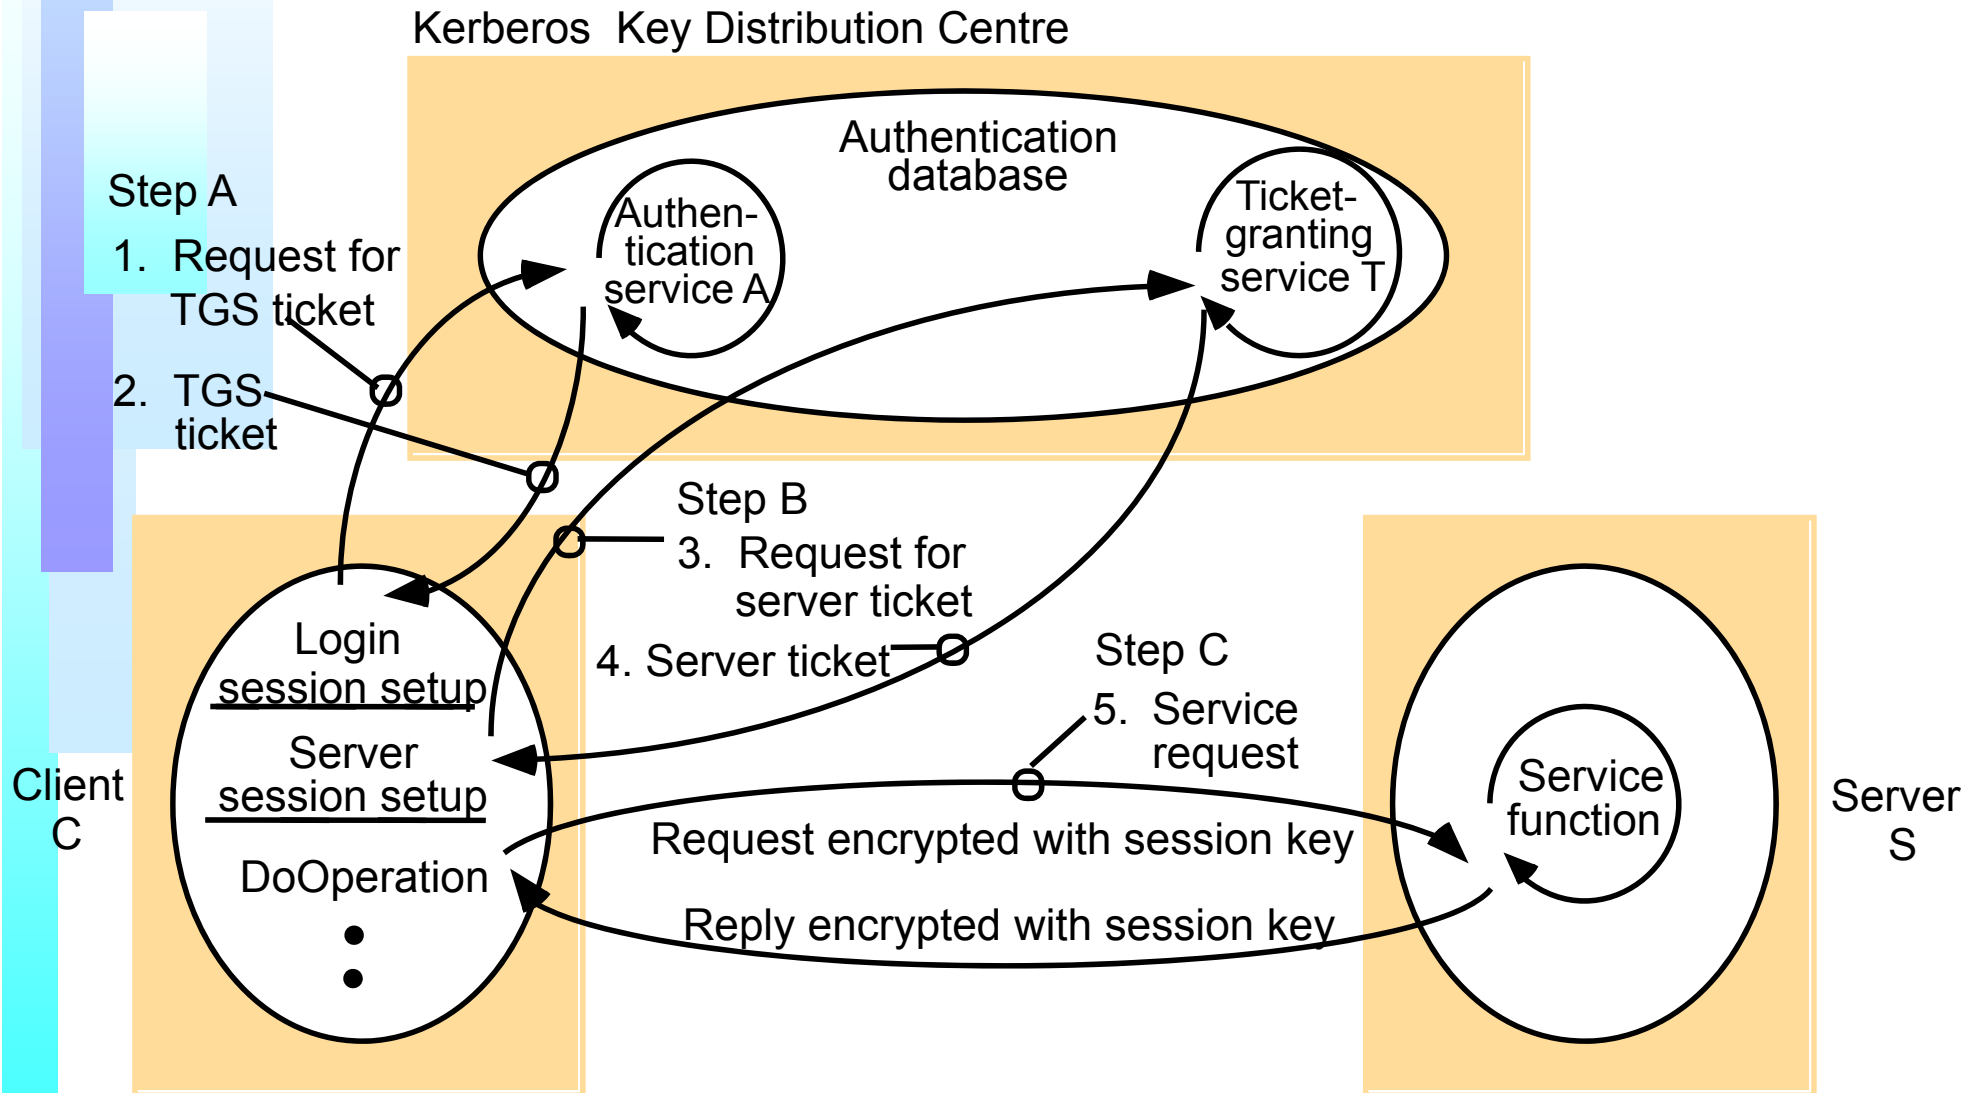 Kerberos Key Distribution Centre
Authentication
database
Authen-
tication
service A
Ticket-
granting
service T
Step A
1. Request for
TGS ticket
2. TGS
ticket
Step B
3. Request for
server ticket
4. Server ticket
Step C
5. Service
request
Login
session setup
Server
session setup
DoOperation
Client
C
Request encrypted with session key
Reply encrypted with session key
Service
function
Server
S